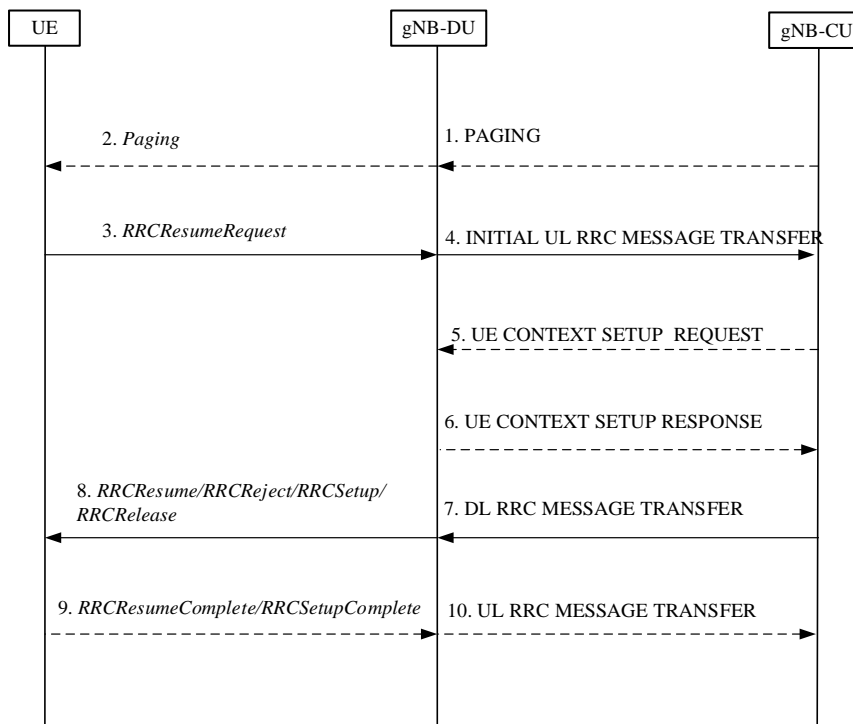 UE
gNB-DU
gNB-CU
2. Paging
1. PAGING
3. RRCResumeRequest
4. INITIAL UL RRC MESSAGE TRANSFER
5. UE CONTEXT SETUP  REQUEST
6. UE CONTEXT SETUP RESPONSE
8. RRCResume/RRCReject/RRCSetup/
RRCRelease
7. DL RRC MESSAGE TRANSFER
9. RRCResumeComplete/RRCSetupComplete
10. UL RRC MESSAGE TRANSFER